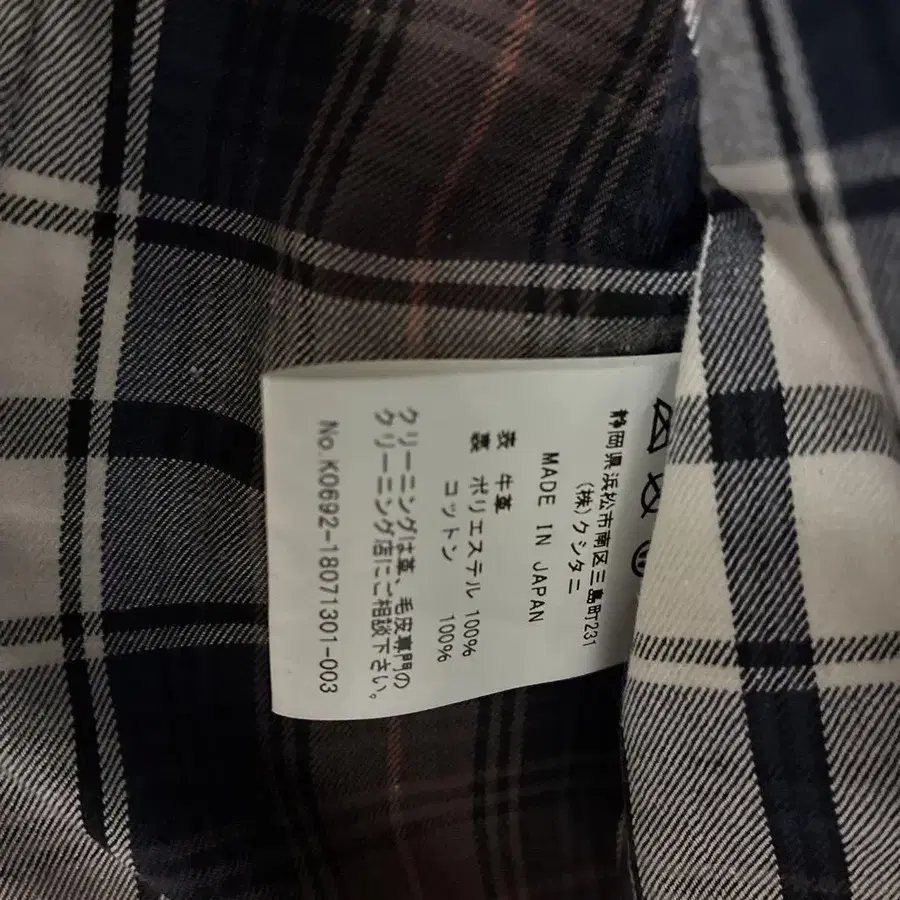 静岡県浜松市南区三島町231
(株)クシタニ
MADE IN JAPAN
表 牛革
裏 ポリエステル 100%
コットン 100%
クリーニングは革、毛皮専門の
クリーニング店にご相談下さい。
No.K0692-18071301-003